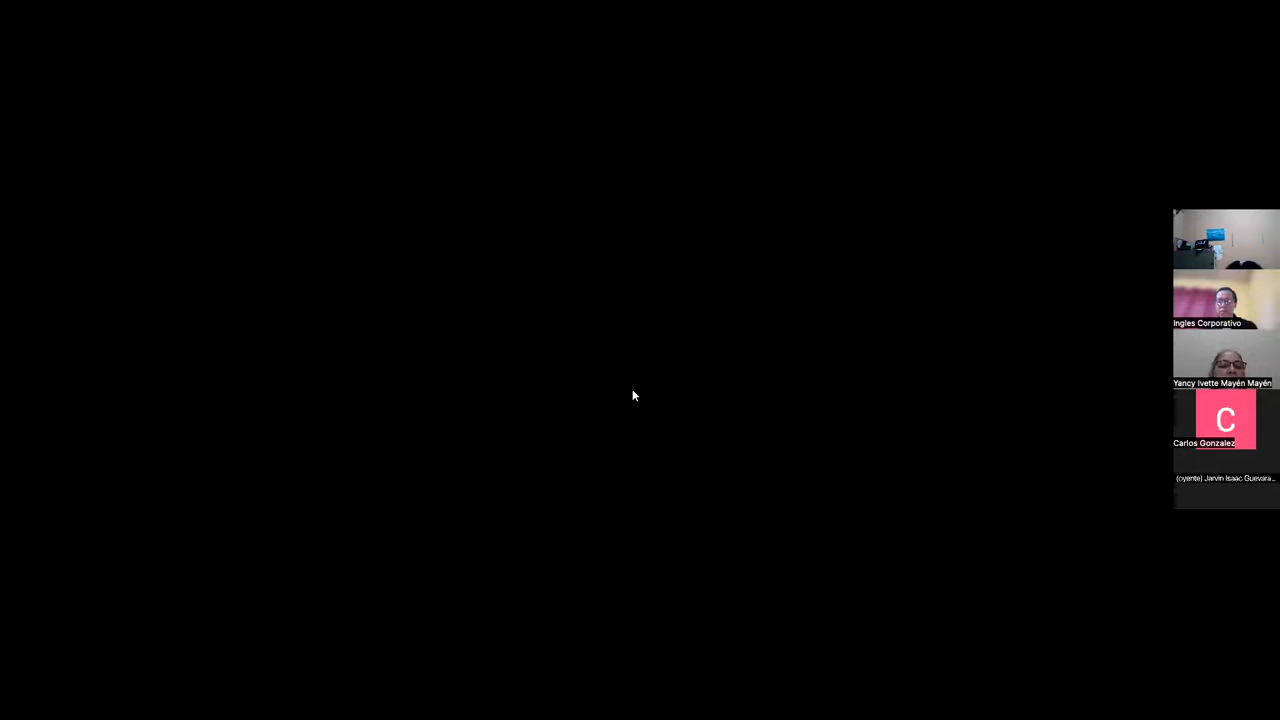 Ingles Corporativo
Yancy Ivette Mayén Mayén
C
Carlos Gonzalez
(oyente) Jarvin Isaac Guevara...